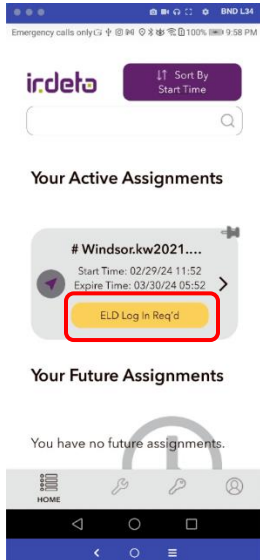 BND L34
Emergency calls only 100% 9:58 PM
irdeto
↓↑ Sort By
Start Time
Your Active Assignments
# Windsor.kw2021....
Start Time: 02/29/24 11:52
Expire Time: 03/30/24 05:52
ELD Log In Req'd
Your Future Assignments
You have no future assignments.
HOME